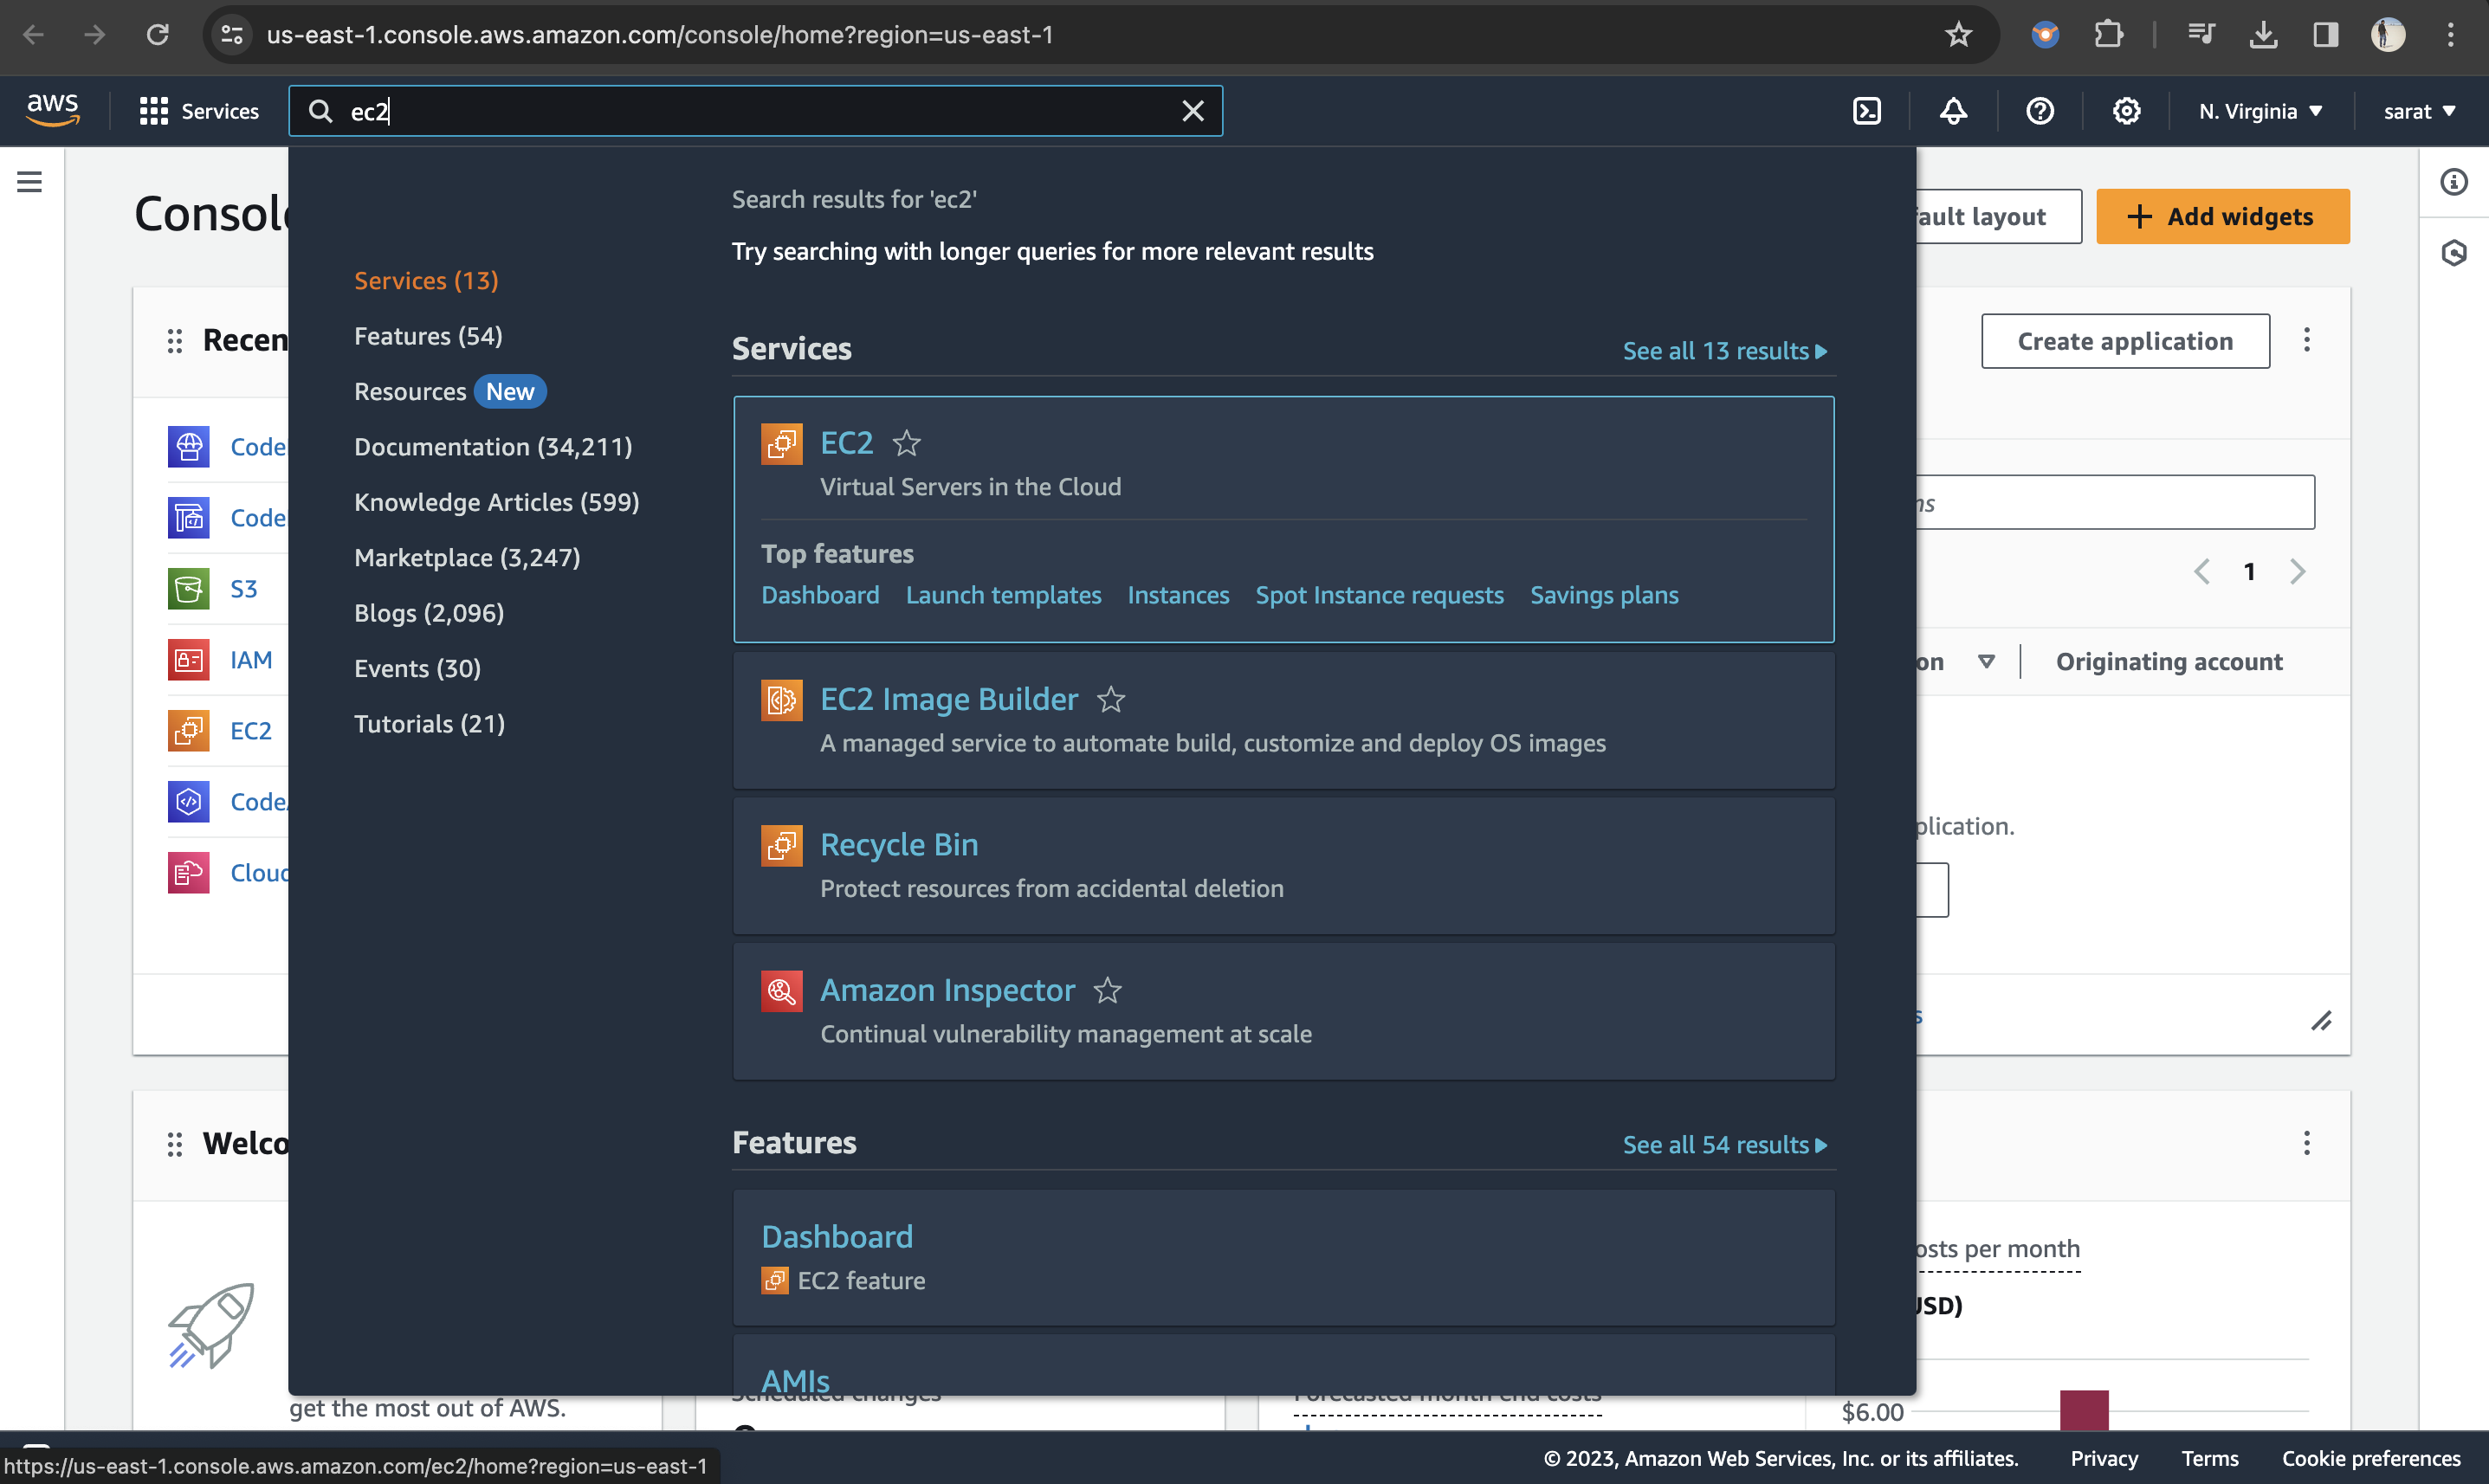 us-east-1.console.aws.amazon.com/console/home?region=us-east-1
aws
Services
ec2
N. Virginia
sarat
Search results for 'ec2'
Try searching with longer queries for more relevant results
Services (13)
Features (54)
Resources New
Documentation (34,211)
Knowledge Articles (599)
Marketplace (3,247)
Blogs (2,096)
Events (30)
Tutorials (21)
Services
See all 13 results
EC2
Virtual Servers in the Cloud
Top features
Dashboard Launch templates Instances Spot Instance requests Savings plans
EC2 Image Builder
A managed service to automate build, customize and deploy OS images
Recycle Bin
Protect resources from accidental deletion
Amazon Inspector
Continual vulnerability management at scale
Features
See all 54 results
Dashboard
EC2 feature
AMIs
Consol
Recen
Code
Code
S3
IAM
EC2
Code
Cloud
Welco
get the most out of AWS.
Scheduled changes
Forecasted month end costs
fault layout
+ Add widgets
Create application
ns
1
on
Originating account
plication.
s
osts per month
USD)
$6.00
https://us-east-1.console.aws.amazon.com/ec2/home?region=us-east-1
© 2023, Amazon Web Services, Inc. or its affiliates.
Privacy
Terms
Cookie preferences